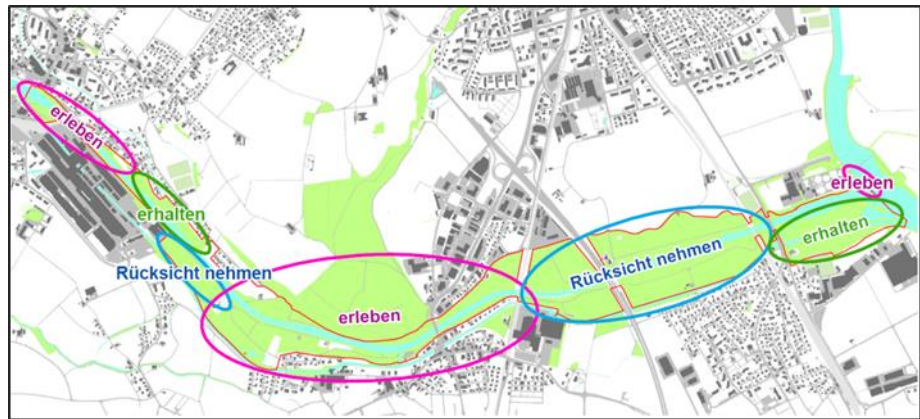 erleben
erhalten
Rücksicht nehmen
erleben
Rücksicht nehmen
erleben
erhalten